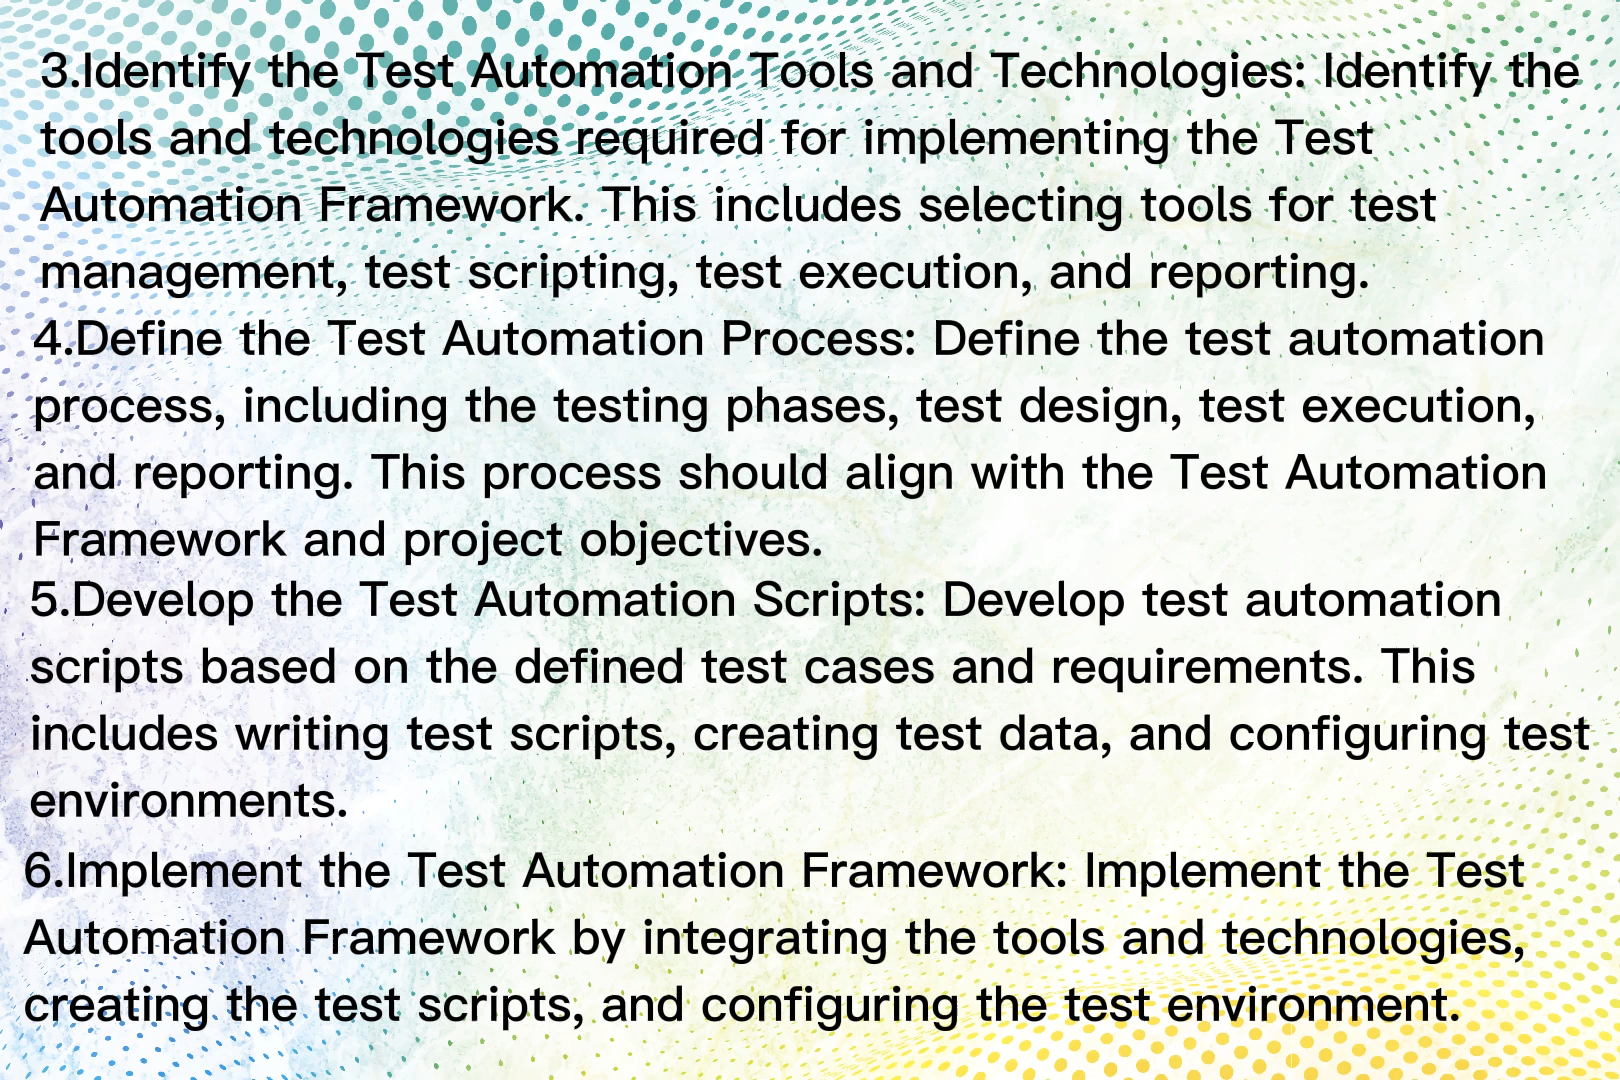 3.Identify the Test Automation Tools and Technologies: Identify the
tools and technologies required for implementing the Test
Automation Framework. This includes selecting tools for test
management, test scripting, test execution, and reporting.
4.Define the Test Automation Process: Define the test automation
process, including the testing phases, test design, test execution,
and reporting. This process should align with the Test Automation
Framework and project objectives.
5.Develop the Test Automation Scripts: Develop test automation
scripts based on the defined test cases and requirements. This
includes writing test scripts, creating test data, and configuring test
environments.
6.Implement the Test Automation Framework: Implement the Test
Automation Framework by integrating the tools and technologies,
creating the test scripts, and configuring the test environment.